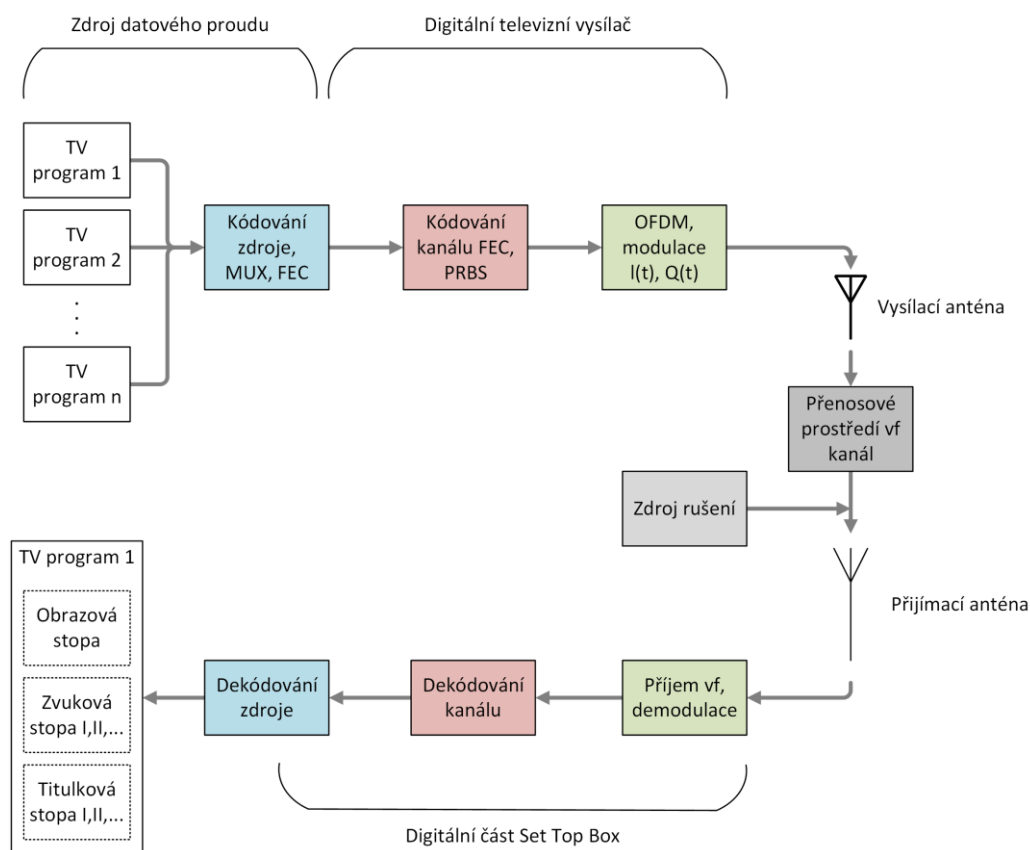 Zdroj datového proudu
Digitální televizní vysílač
TV
program 1
TV
program 2
TV
program n
Kódování
zdroje,
MUX, FEC
Kódování
kanálu FEC,
PRBS
OFDM,
modulace
I(t), Q(t)
Vysílací anténa
Přenosové
prostředí vf
kanál
Zdroj rušení
Přijímací anténa
Příjem vf,
demodulace
Dekódování
kanálu
Dekódování
zdroje
TV program 1
Obrazová
stopa
Zvuková
stopa I,II,...
Titulková
stopa I,II,...
Digitální část Set Top Box